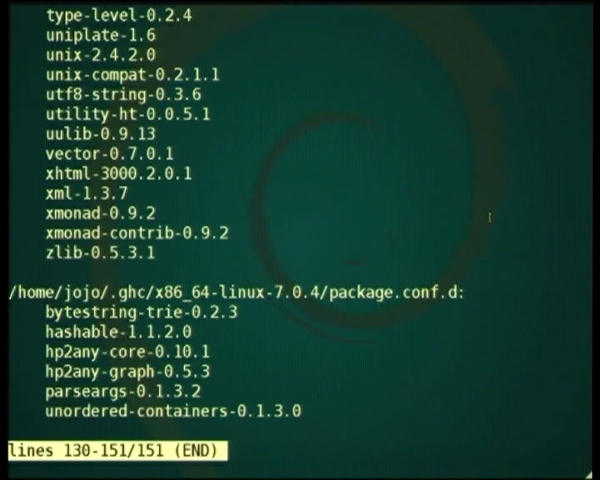 type-level-0.2.4
uniplate-1.6
unix-2.4.2.0
unix-compat-0.2.1.1
utf8-string-0.3.6
utility-ht-0.0.5.1
uulib-0.9.13
vector-0.7.0.1
xhtml-3000.2.0.1
xml-1.3.7
xmonad-0.9.2
xmonad-contrib-0.9.2
zlib-0.5.3.1
/home/jojo/.ghc/x86_64-linux-7.0.4/package.conf.d:
bytestring-trie-0.2.3
hashable-1.1.2.0
hp2any-core-0.10.1
hp2any-graph-0.5.3
parseargs-0.1.3.2
unordered-containers-0.1.3.0
lines 130-151/151 (END)